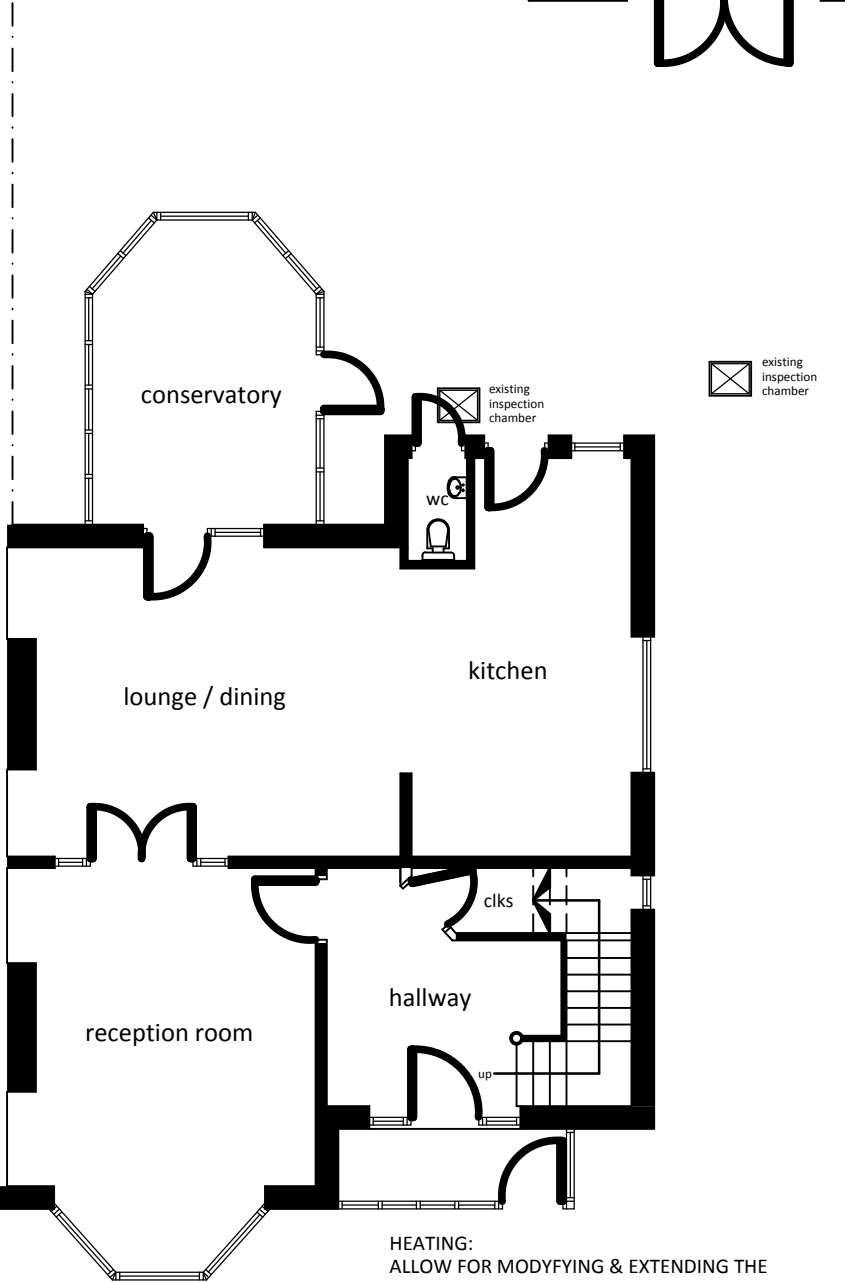 conservatory
existing
inspection
chamber
existing
inspection
chamber
wc
kitchen
lounge / dining
clks
hallway
reception room
up
HEATING:
ALLOW FOR MODYFYING & EXTENDING THE